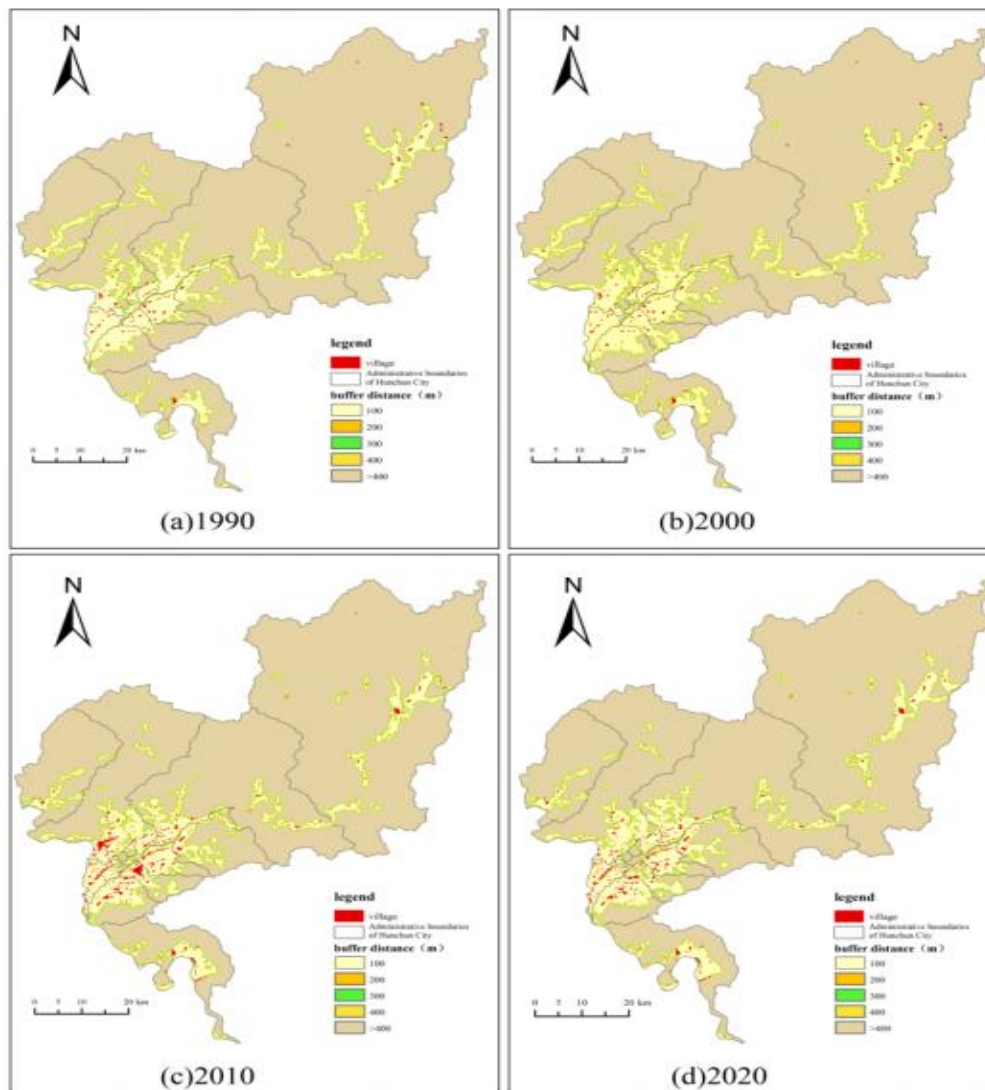 N
legend
village
Administrative boundaries
of Hunchun City
buffer distance（m）
100
200
300
400
>400
0 5 10 20 km
(a)1990
N
legend
village
Administrative boundaries
of Hunchun City
buffer distance（m）
100
200
300
400
>400
0 5 10 20 km
(b)2000
N
legend
village
Administrative boundaries
of Hunchun City
buffer distance（m）
100
200
300
400
>400
0 5 10 20 km
(c)2010
N
legend
village
Administrative boundaries
of Hunchun City
buffer distance（m）
100
200
300
400
>400
0 5 10 20 km
(d)2020